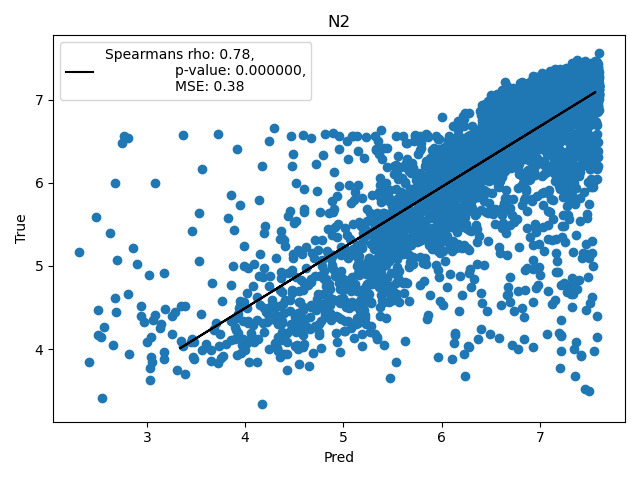 N2
Spearmans rho: 0.78,
p-value: 0.000000,
MSE: 0.38
True
7
6
5
4
3 4 5 6 7
Pred